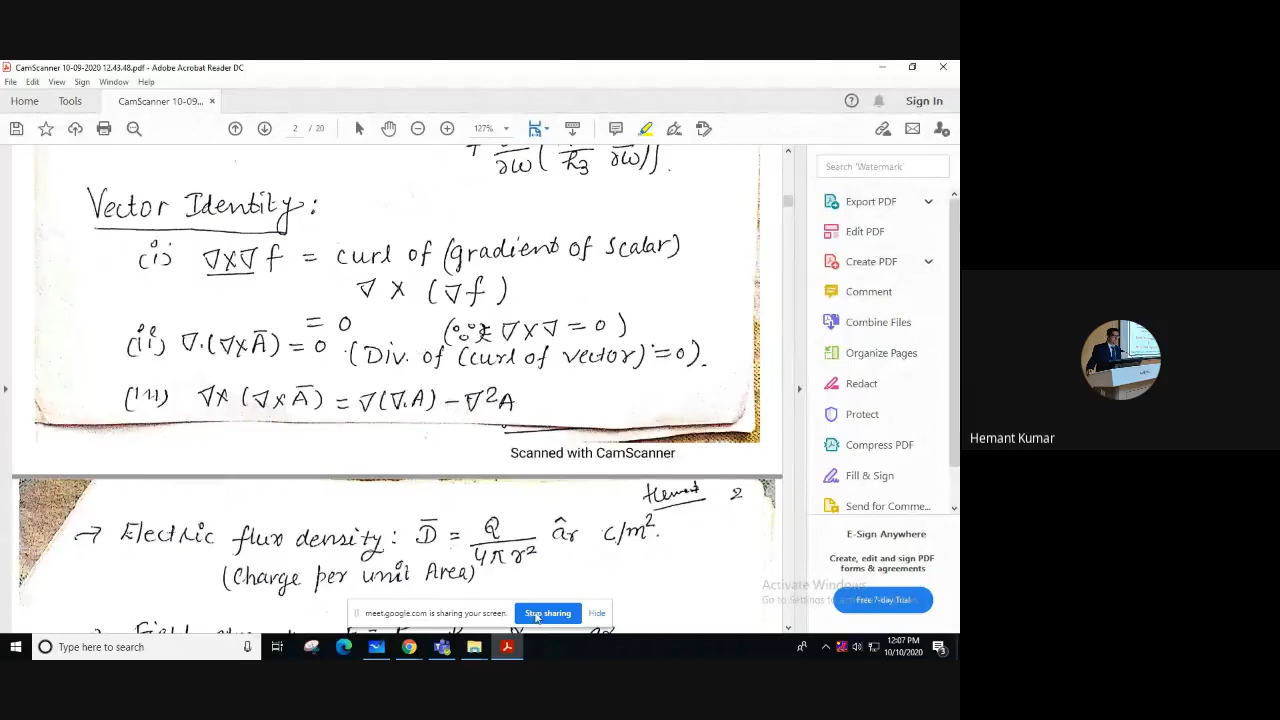 CamScanner 10-09-2020 12.43.48.pdf - Adobe Acrobat Reader DC
File Edit View Sign Window Help
Home Tools CamScanner 10-09... × Sign In
2 / 20 127%
+ ∂/∂ω ( /h3 ∂ω)].
Vector Identity:
(i) ∇×∇ f = curl of (gradient of scalar)
∇ × (∇f)
= 0 (∵ ∇×∇ = 0)
(ii) ∇.(∇×A̅) = 0 (Div. of (curl of vector) = 0).
(iii) ∇× (∇×A̅) = ∇(∇.A) - ∇²A
Scanned with CamScanner
Hemant 2
→ Electric flux density: D̅ = Q/4πr² âr c/m².
(Charge per unit Area)
meet.google.com is sharing your screen. Stop sharing Hide
Search 'Watermark'
Export PDF
Edit PDF
Create PDF
Comment
Combine Files
Organize Pages
Redact
Protect
Compress PDF
Fill & Sign
Send for Comme...
E-Sign Anywhere
Create, edit and sign PDF
forms & agreements
Free 7-day Trial
Activate Windows
Go to Settings to
Type here to search
12:07 PM
10/10/2020
3
Hemant Kumar